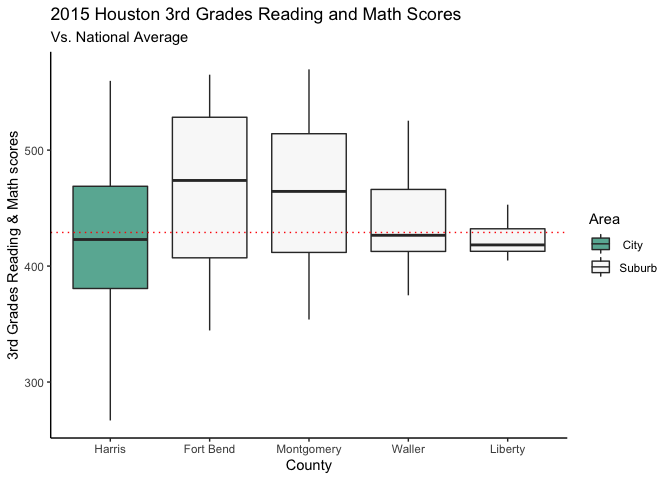 2015 Houston 3rd Grades Reading and Math Scores
Vs. National Average
3rd Grades Reading & Math scores
500
400
300
Harris Fort Bend Montgomery Waller Liberty
County
Area
City
Suburb